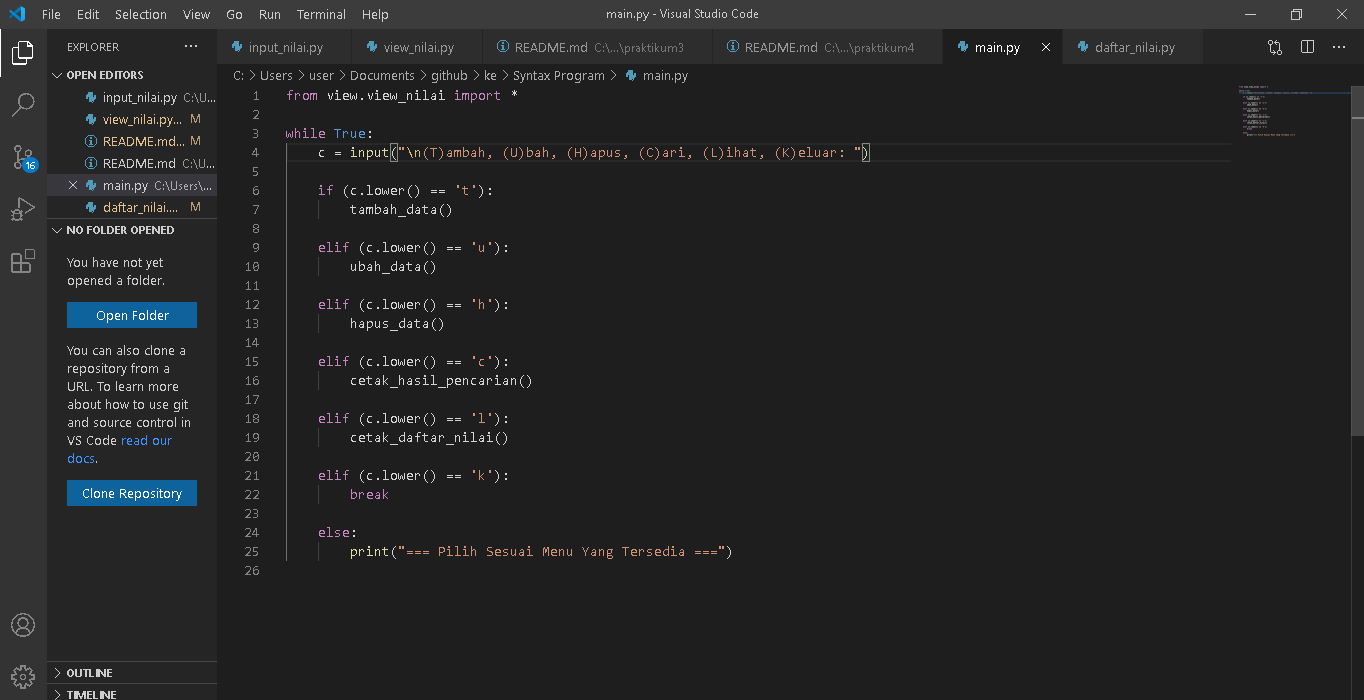 File Edit Selection View Go Run Terminal Help main.py - Visual Studio Code
EXPLORER ...
input_nilai.py view_nilai.py README.md C:\...\praktikum3 README.md C:\...\praktikum4 main.py daftar_nilai.py ...
OPEN EDITORS
input_nilai.py C:\U...
view_nilai.py... M
README.md... M
README.md C:\U...
main.py C:\Users\...
daftar_nilai.... M
NO FOLDER OPENED
You have not yet
opened a folder.
Open Folder
You can also clone a
repository from a
URL. To learn more
about how to use git
and source control in
VS Code read our
docs.
Clone Repository
OUTLINE
TIMELINE
16
C: > Users > user > Documents > github > ke > Syntax Program > main.py
1 from view.view_nilai import *
2
3 while True:
4     c = input("\n(T)ambah, (U)bah, (H)apus, (C)ari, (L)ihat, (K)eluar: ")
5
6     if (c.lower() == 't'):
7         tambah_data()
8
9     elif (c.lower() == 'u'):
10         ubah_data()
11
12     elif (c.lower() == 'h'):
13         hapus_data()
14
15     elif (c.lower() == 'c'):
16         cetak_hasil_pencarian()
17
18     elif (c.lower() == 'l'):
19         cetak_daftar_nilai()
20
21     elif (c.lower() == 'k'):
22         break
23
24     else:
25         print("=== Pilih Sesuai Menu Yang Tersedia ===")
26